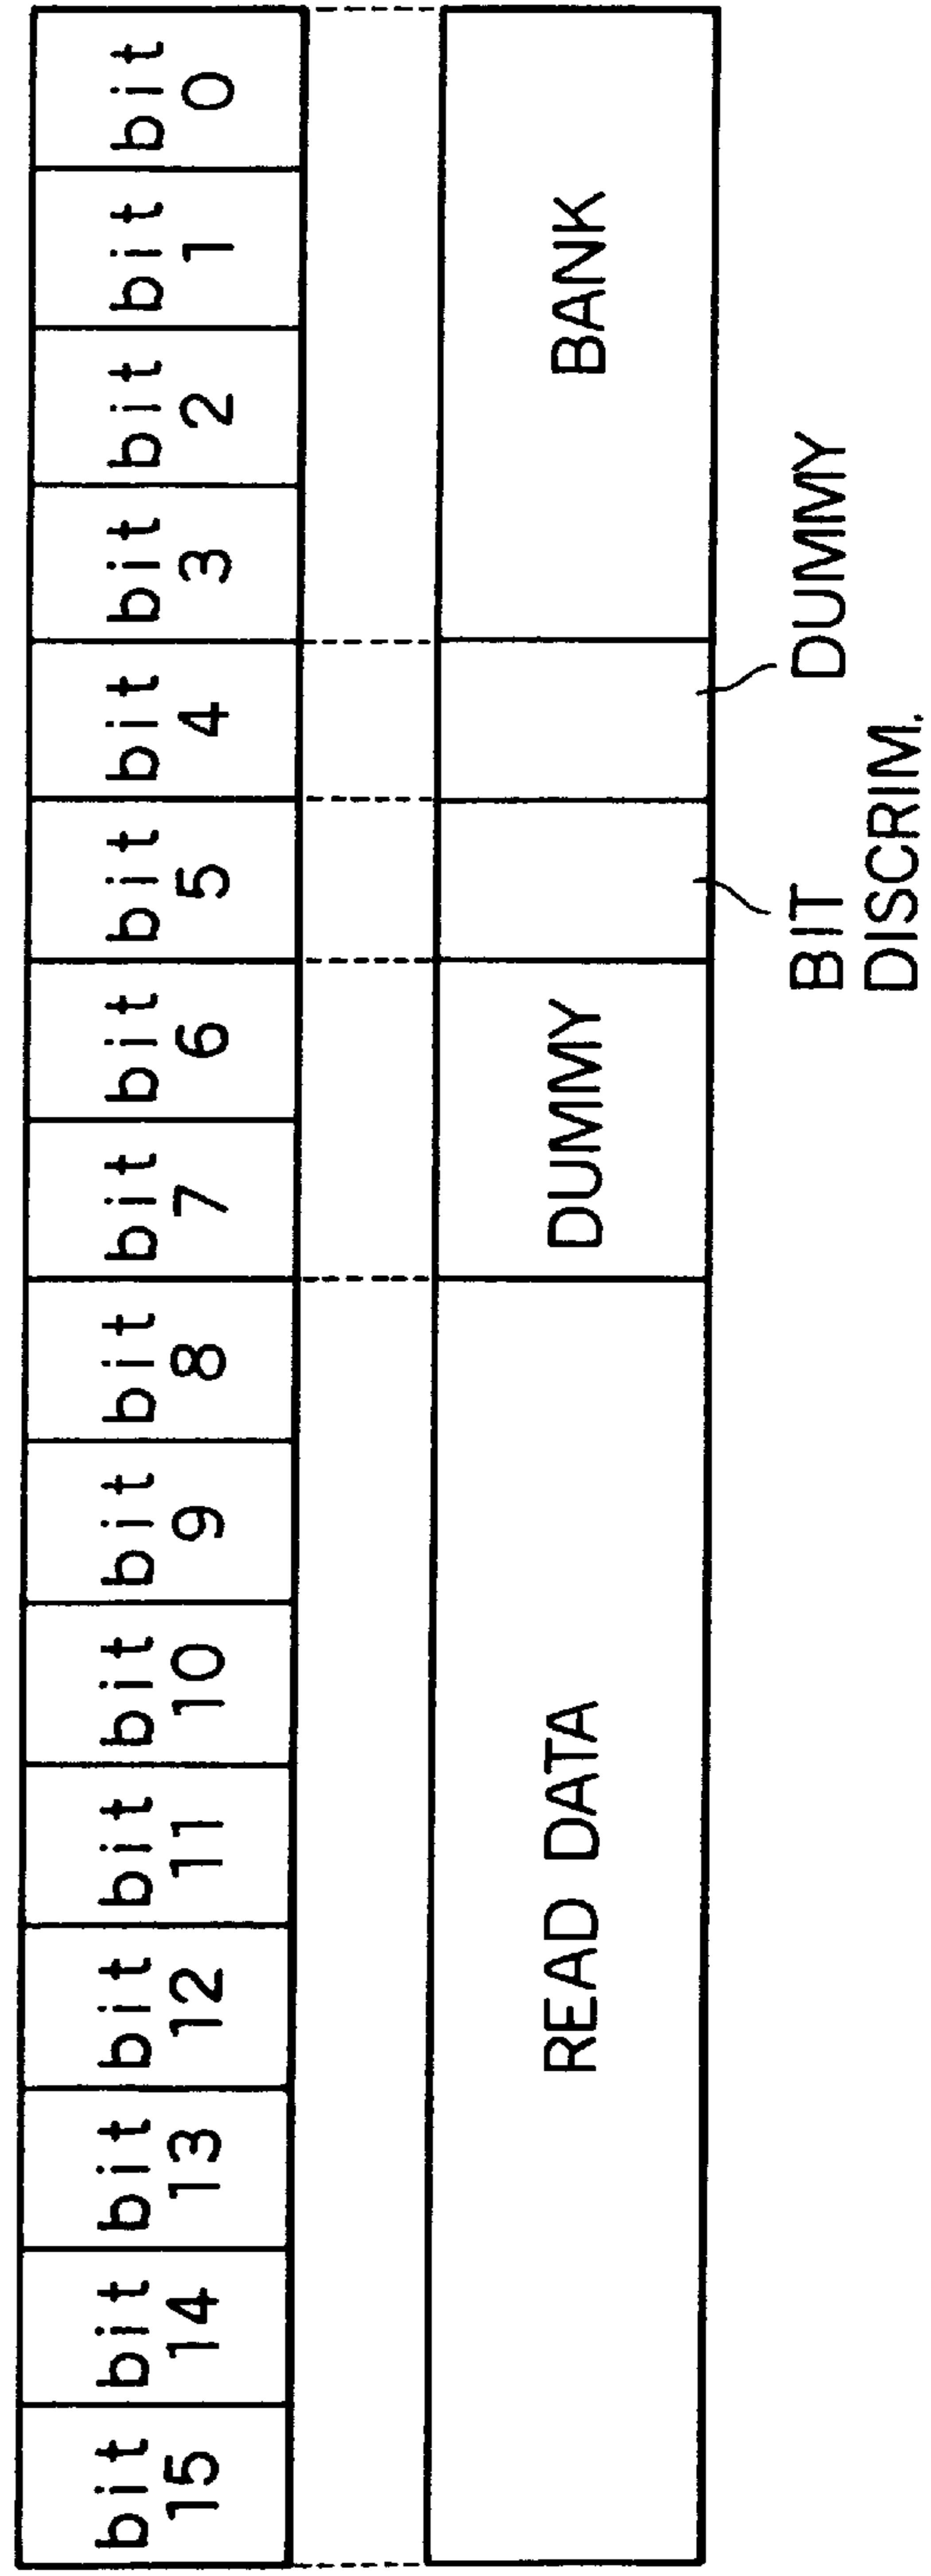 bit 15
bit 14
bit 13
bit 12
bit 11
bit 10
bit 9
bit 8
bit 7
bit 6
bit 5
bit 4
bit 3
bit 2
bit 1
bit 0
READ DATA
DUMMY
BANK
BIT
DISCRIM.
DUMMY